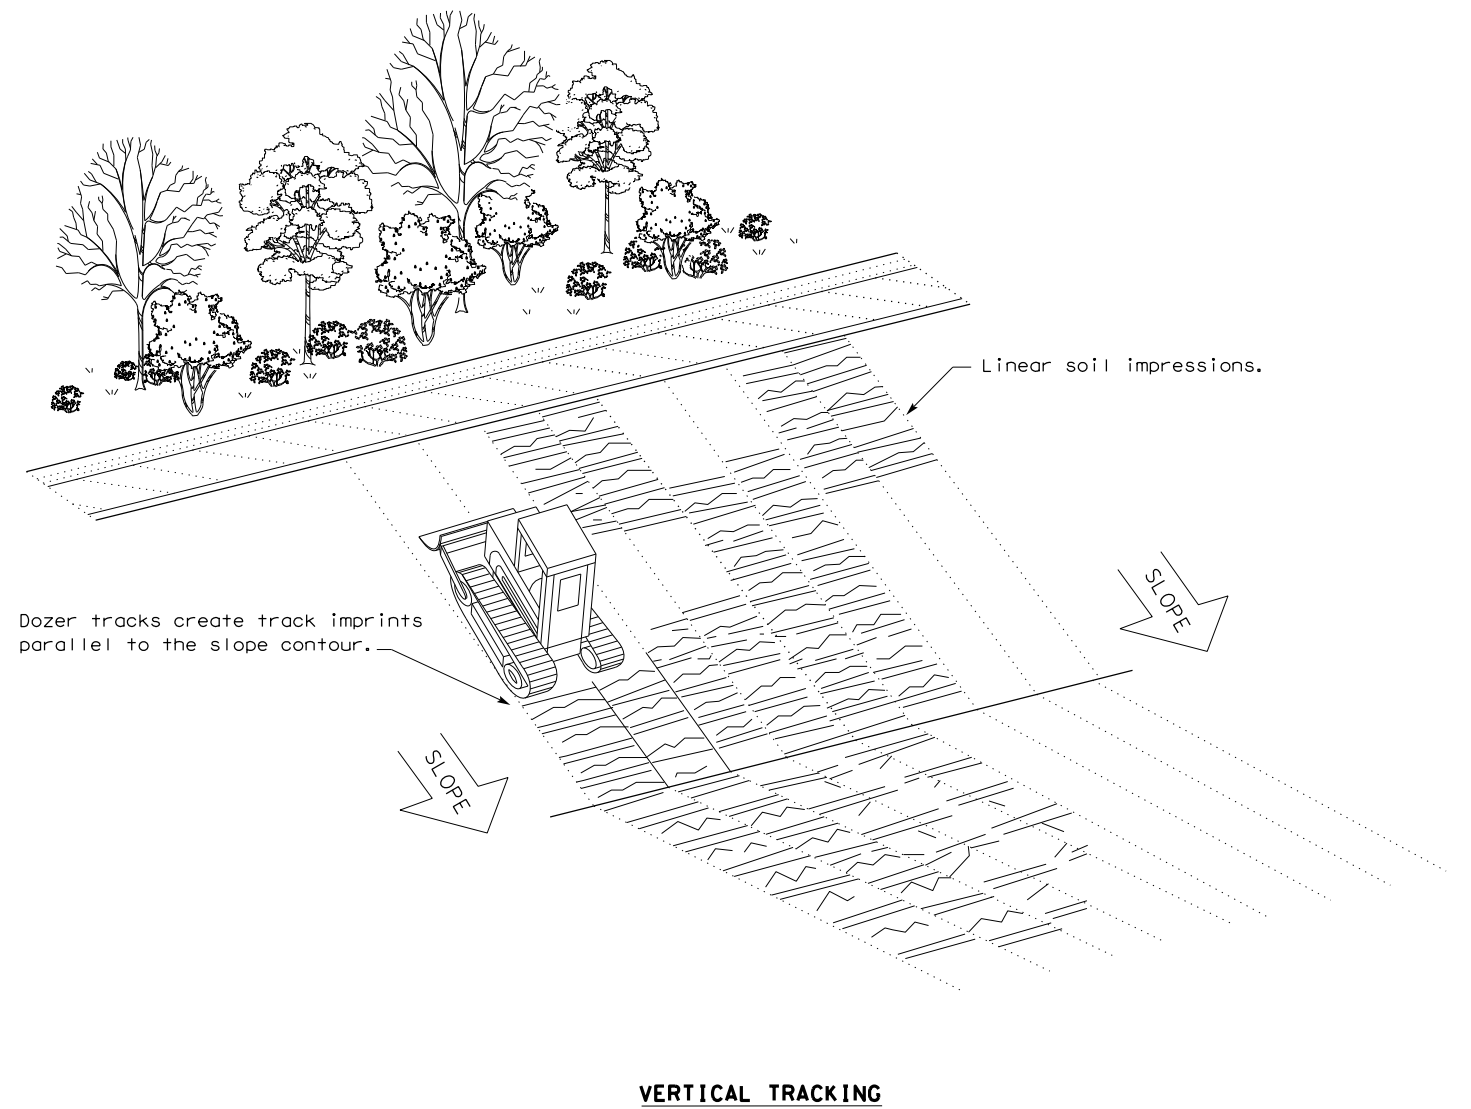 Linear soil impressions.
SLOPE
Dozer tracks create track imprints
parallel to the slope contour.
SLOPE
VERTICAL TRACKING